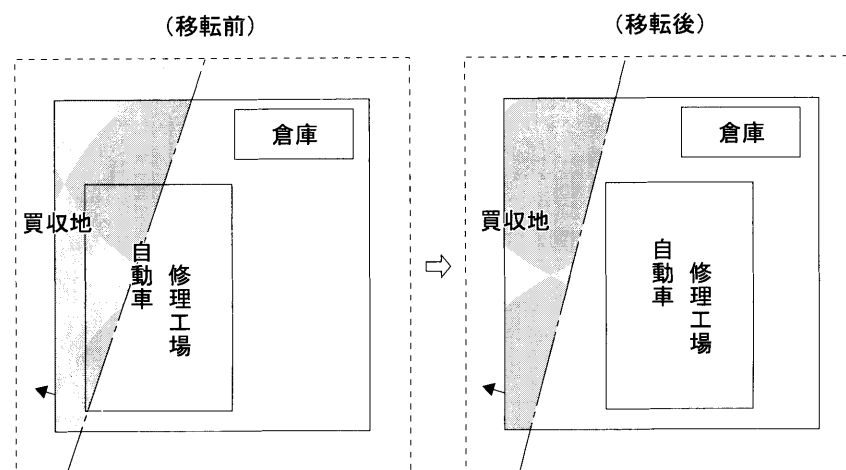 （移転前）
倉庫
買収地
自動車
修理工場
（移転後）
倉庫
買収地
自動車
修理工場